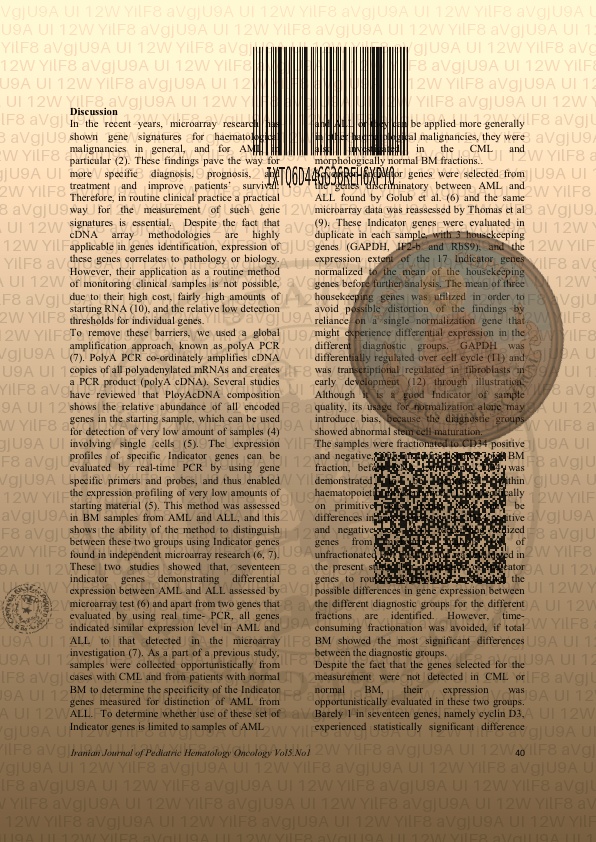 Discussion
In the recent years, microarray research has
shown gene signatures for haematological
malignancies in general, and for AML in
particular (2). These findings pave the way for
more specific diagnosis, prognosis, and
treatment and improve patients' survival.
Therefore, in routine clinical practice a practical
way for the measurement of such gene
signatures is essential. Despite the fact that
cDNA array methodologies are highly
applicable in genes identification, expression of
these genes correlates to pathology or biology.
However, their application as a routine method
of monitoring clinical samples is not possible,
due to their high cost, fairly high amounts of
starting RNA (10), and the relative low detection
thresholds for individual genes.
To remove these barriers, we used a global
amplification approach, known as polyA PCR
(7). PolyA PCR co-ordinately amplifies cDNA
copies of all polyadenylated mRNAs and creates
a PCR product (polyA cDNA). Several studies
have reviewed that PloyAcDNA composition
shows the relative abundance of all encoded
genes in the starting sample, which can be used
for detection of very low amount of samples (4)
involving single cells (5). The expression
profiles of specific Indicator genes can be
evaluated by real-time PCR by using gene
specific primers and probes, and thus enabled
the expression profiling of very low amounts of
starting material (5). This method was assessed
in BM samples from AML and ALL, and this
shows the ability of the method to distinguish
between these two groups using Indicator genes
found in independent microarray research (6, 7).
These two studies showed that, seventeen
indicator genes demonstrating differential
expression between AML and ALL assessed by
microarray test (6) and apart from two genes that
evaluated by using real time- PCR, all genes
indicated similar expression level in AML and
ALL to that detected in the microarray
investigation (7). As a part of a previous study,
samples were collected opportunistically from
cases with CML and from patients with normal
BM to determine the specificity of the Indicator
genes measured for distinction of AML from
ALL. To determine whether use of these set of
Indicator genes is limited to samples of AML
and ALL or they can be applied more generally
in other haematological malignancies, they were
also investigated in the CML and
morphologically normal BM fractions..
genes were selected from
the genes discriminatory between AML and
ALL found by Golub et al. (6) and the same
microarray data was reassessed by Thomas et al
(9). These Indicator genes were evaluated in
duplicate in each sample, with 3 housekeeping
genes (GAPDH, IF2-b and RbS9), and the
expression extent of the 17 Indicator genes
normalized to the mean of the housekeeping
genes before further analysis. The mean of three
housekeeping genes was utilized in order to
avoid possible distortion of the findings by
reliance on a single normalization gene that
might experience differential expression in the
different diagnostic groups. GAPDH was
differentially regulated over cell cycle (11) and
was transcriptional regulated in fibroblasts in
early development (12) through illustration.
Although it is a good Indicator of sample
quality, its usage for normalization alone may
introduce bias, because the diagnostic groups
showed abnormal stem cell maturation.
The samples were fractionated to CD34 positive
and negative BM
fraction, was
demonstrated
haematopoietic
on primitive be
differences in
and negative
genes from of
unfractionated in
the present
genes to the
possible differences in gene expression between
the different diagnostic groups for the different
fractions are identified. However, time-
consuming fractionation was avoided, if total
BM showed the most significant differences
between the diagnostic groups.
Despite the fact that the genes selected for the
measurement were not detected in CML or
normal BM, their expression was
opportunistically evaluated in these two groups.
Barely 1 in seventeen genes, namely cyclin D3,
experienced statistically significant difference
Iranian Journal of Pediatric Hematology Oncology Vol5.No1 40